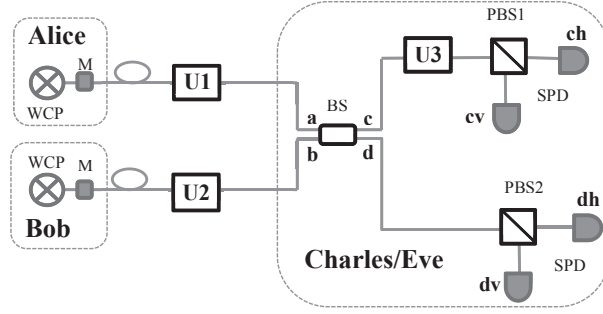 Alice
M
WCP
U1
WCP
M
U2
Bob
BS
a
b
c
d
U3
PBS1
ch
cv
SPD
PBS2
dh
dv
SPD
Charles/Eve